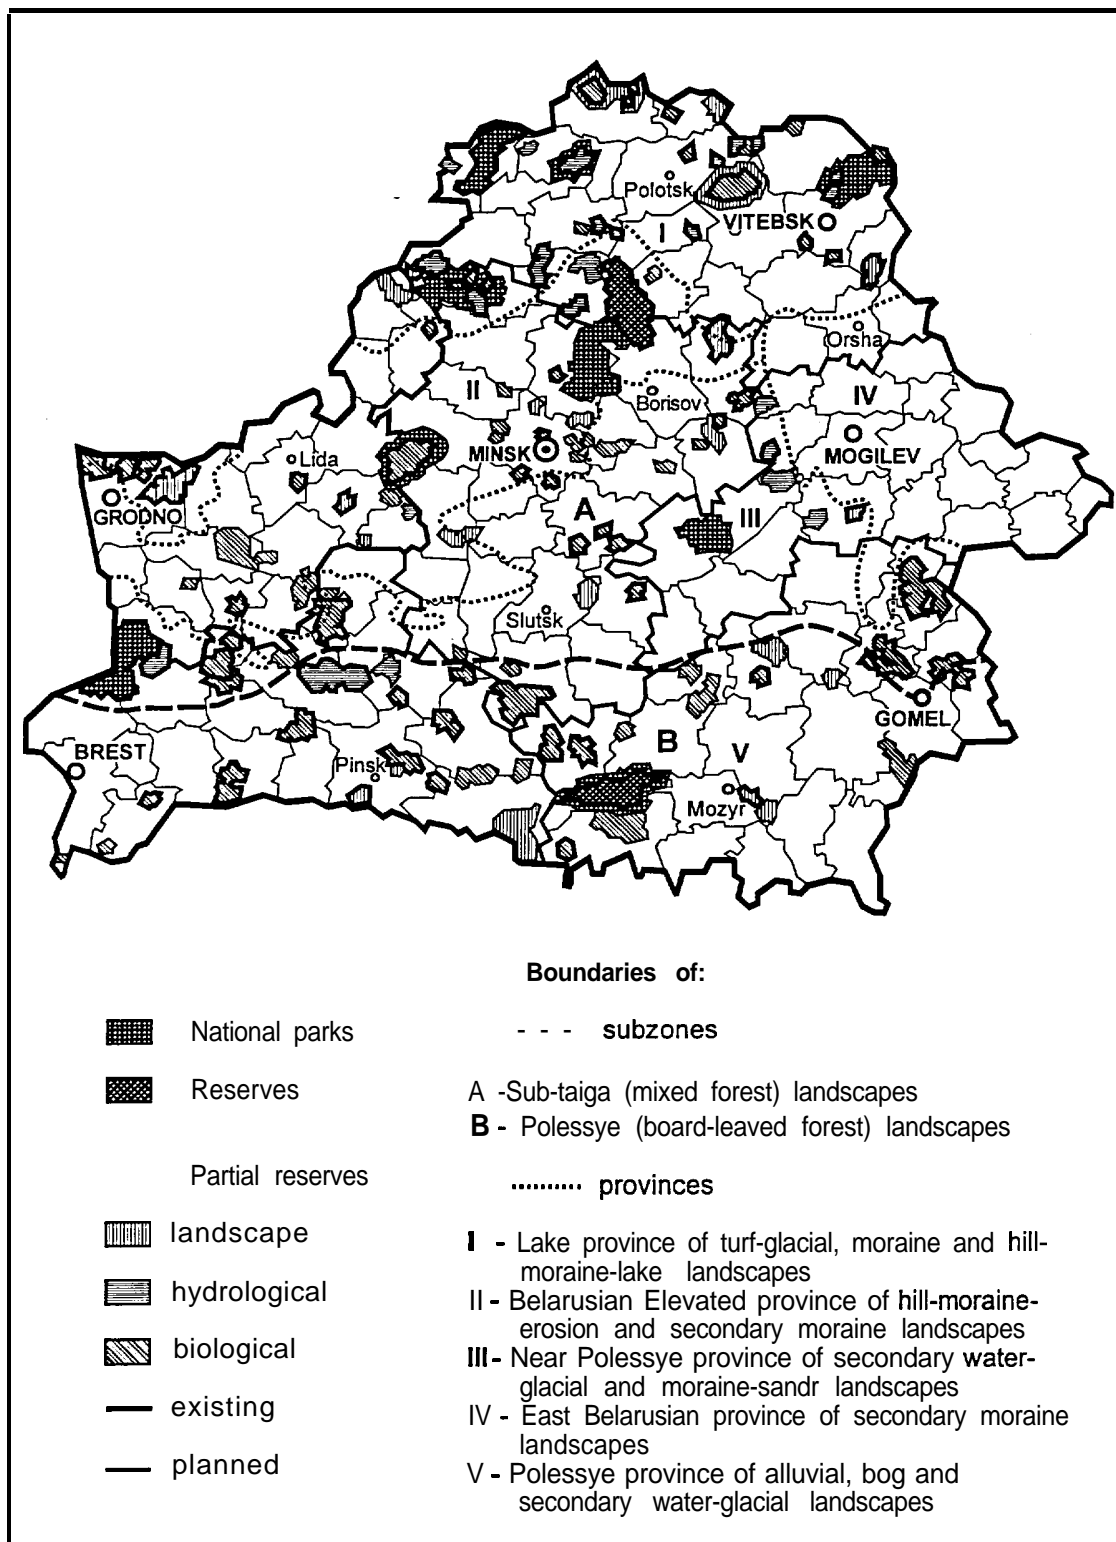 Polotsk
VITEBSK
I
Orsha
II
Borisov
IV
MINSK
MOGILEV
Lida
GRODNO
A
III
Slutsk
GOMEL
BREST
B
V
Pinsk
Mozyr
Boundaries of:
National parks
- - - subzones
Reserves
A -Sub-taiga (mixed forest) landscapes
B - Polessye (board-leaved forest) landscapes
Partial reserves
.......... provinces
landscape
I - Lake province of turf-glacial, moraine and hill-
moraine-lake landscapes
hydrological
II - Belarusian Elevated province of hill-moraine-
erosion and secondary moraine landscapes
biological
III- Near Polessye province of secondary water-
glacial and moraine-sandr landscapes
existing
IV - East Belarusian province of secondary moraine
landscapes
planned
V - Polessye province of alluvial, bog and
secondary water-glacial landscapes